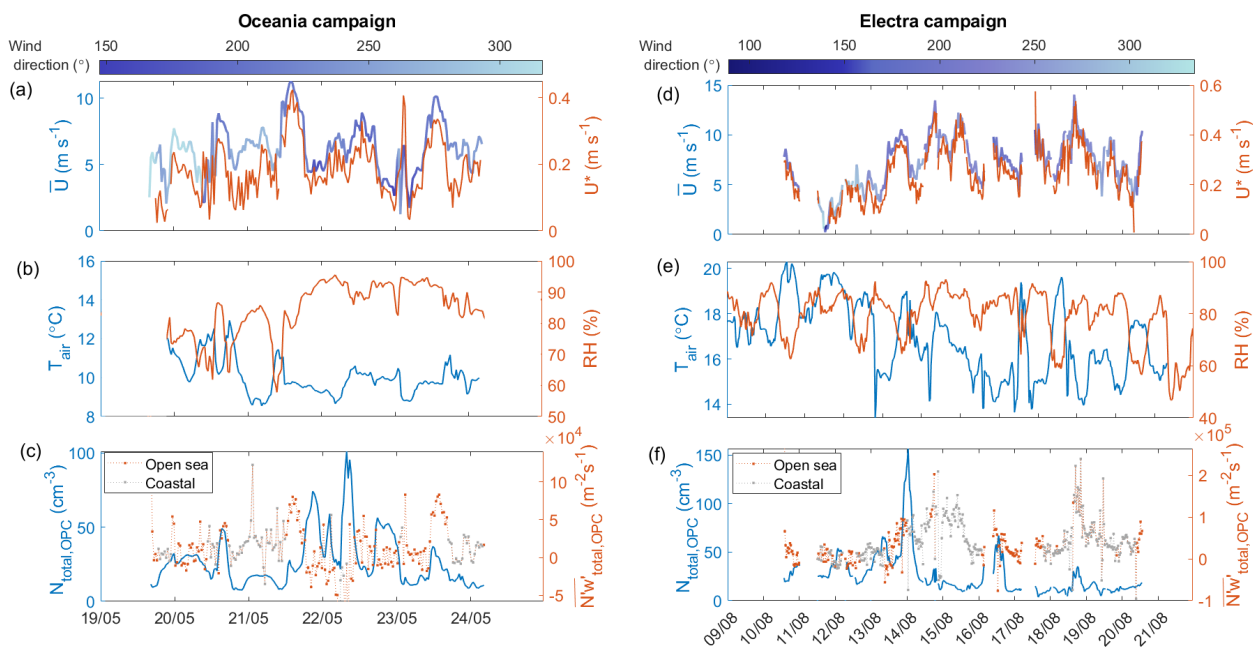 Oceania campaign
Wind direction (°)
150 200 250 300
(a)
U̅ (m s⁻¹)
10
5
0
U* (m s⁻¹)
0.4
0.2
0
(b)
T_air (°C)
16
14
12
10
8
RH (%)
100
90
80
70
60
50
(c)
N_total,OPC (cm⁻³)
100
50
0
Open sea
Coastal
×10⁴
N'w'_total,OPC (m⁻²s⁻¹)
10
5
0
-5
19/05 20/05 21/05 22/05 23/05 24/05
Electra campaign
Wind direction (°)
100 150 200 250 300
(d)
U̅ (m s⁻¹)
15
10
5
0
U* (m s⁻¹)
0.6
0.4
0.2
0
(e)
T_air (°C)
20
18
16
14
RH (%)
100
80
60
40
(f)
N_total,OPC (cm⁻³)
150
100
50
0
Open sea
Coastal
×10⁵
N'w'_total,OPC (m⁻²s⁻¹)
2
1
0
-1
09/08 10/08 11/08 12/08 13/08 14/08 15/08 16/08 17/08 18/08 19/08 20/08 21/08